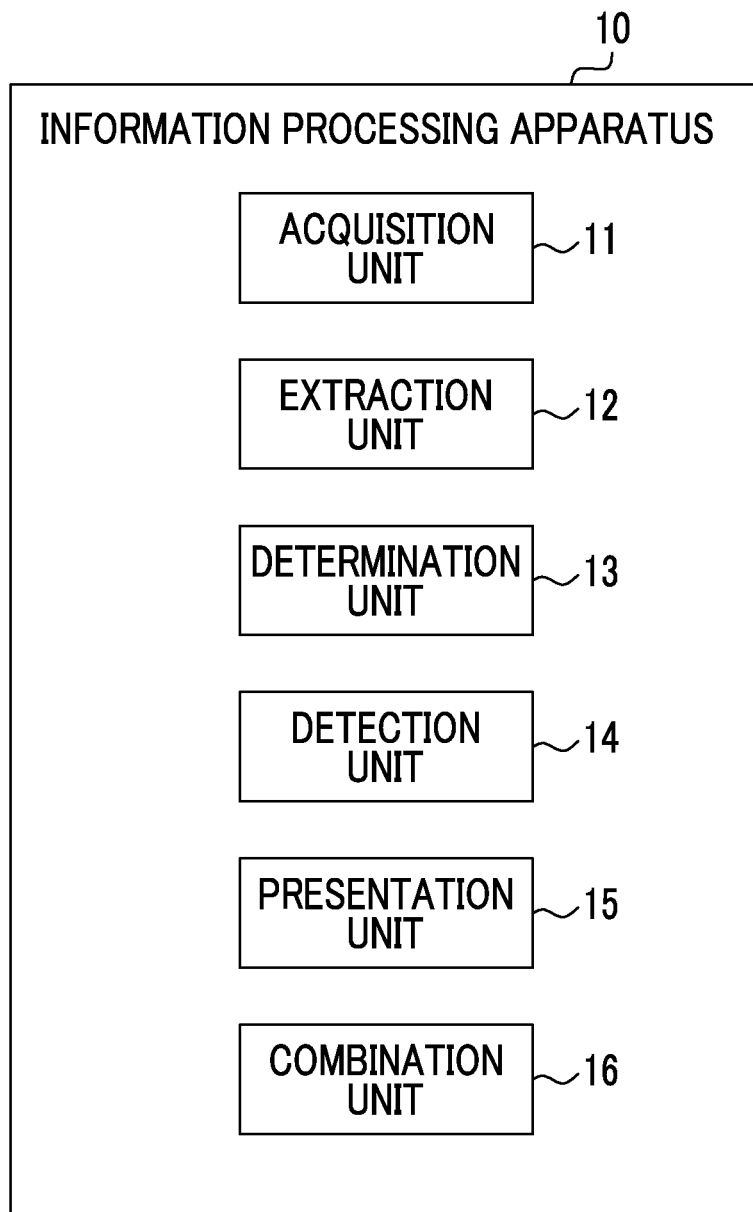 10
INFORMATION PROCESSING APPARATUS
ACQUISITION
UNIT
11
EXTRACTION
UNIT
12
DETERMINATION
UNIT
13
DETECTION
UNIT
14
PRESENTATION
UNIT
15
COMBINATION
UNIT
16